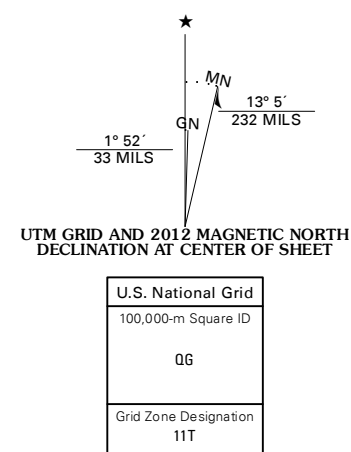 ★
MN
13° 5´
232 MILS
GN
1° 52´
33 MILS
UTM GRID AND 2012 MAGNETIC NORTH
DECLINATION AT CENTER OF SHEET
U.S. National Grid
100,000-m Square ID
QG
Grid Zone Designation
11T